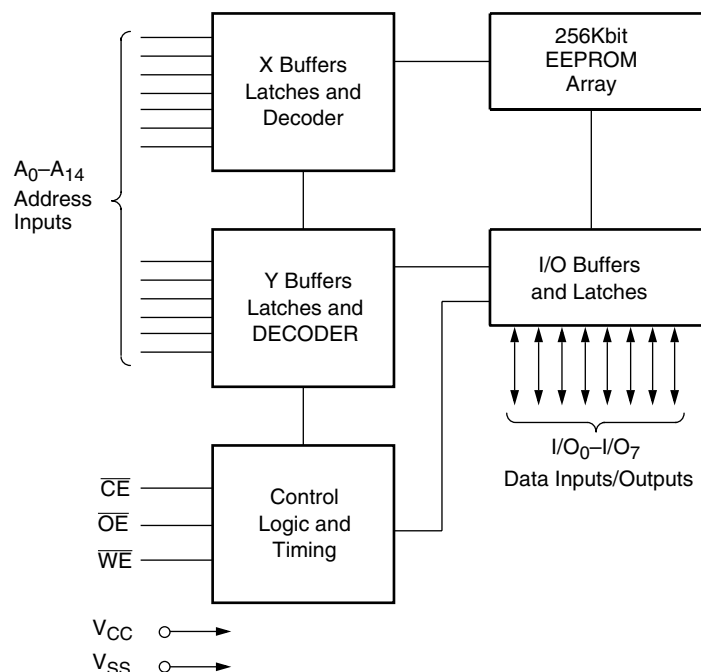 X Buffers
Latches and
Decoder
256Kbit
EEPROM
Array
A0–A14
Address
Inputs
Y Buffers
Latches and
DECODER
I/O Buffers
and Latches
I/O0–I/O7
Data Inputs/Outputs
CE
OE
WE
Control
Logic and
Timing
VCC
VSS